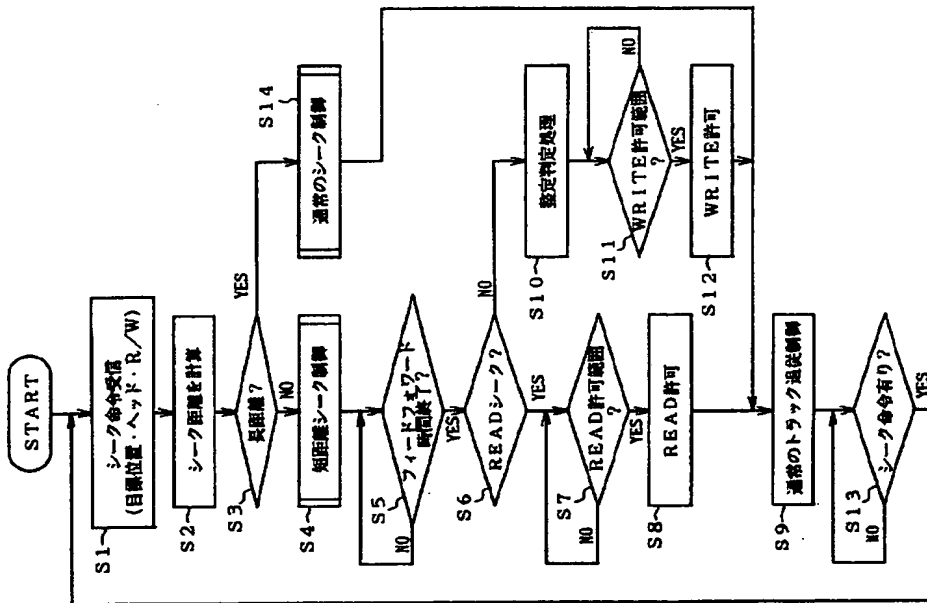 START
S1
シーク命令受信
(目標位置・ヘッド・R/W)
S2
シーク距離を計算
S3
長距離?
YES
NO
S14
通常のシーク制御
S4
短距離シーク制御
S5
フィードフォワード
時間終了?
NO
YES
S6
READシーク?
NO
YES
S7
READ許可範囲
?
NO
YES
S8
READ許可
S10
整定判定処理
S11
WRITE許可範囲
?
NO
YES
S12
WRITE許可
S9
通常のトラック追従制御
S13
シーク命令有り?
NO
YES